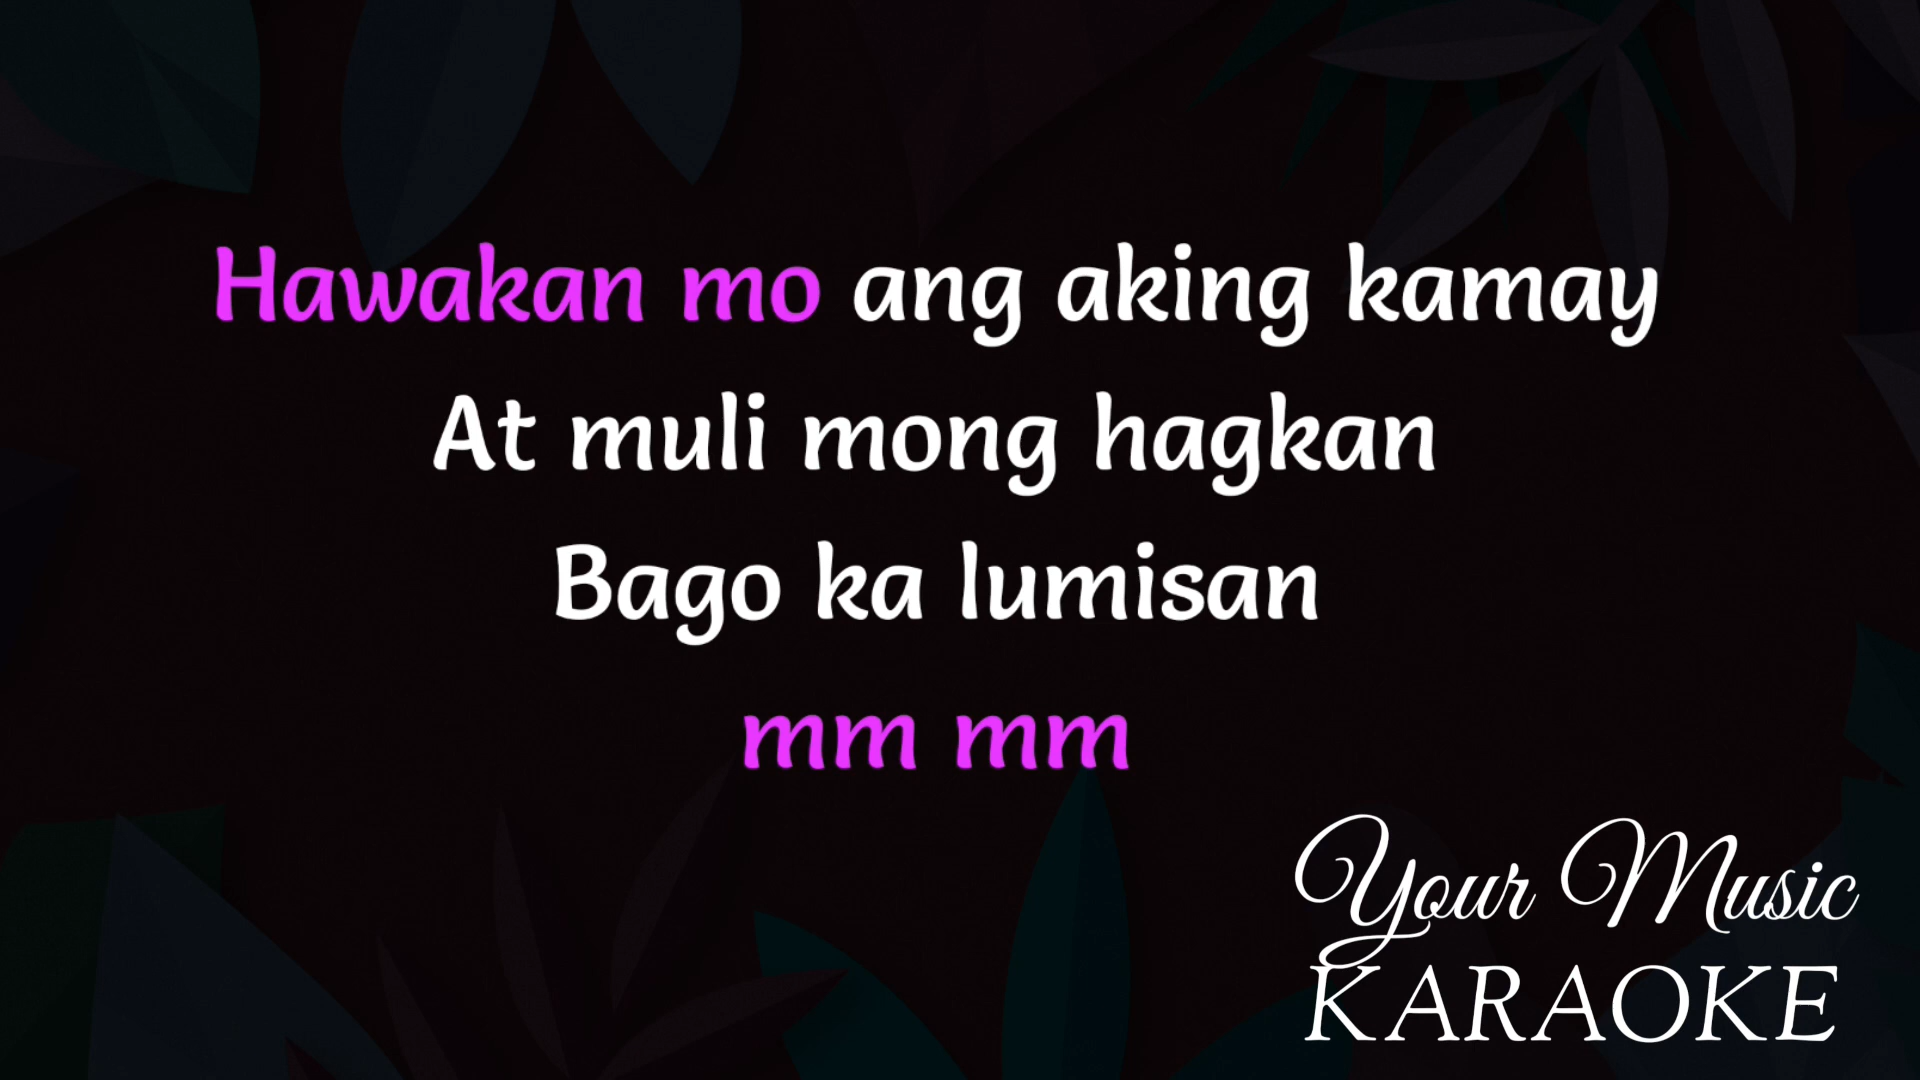 Hawakan mo ang aking kamay
At muli mong hagkan
Bago ka lumisan
mm mm
Your Music
KARAOKE